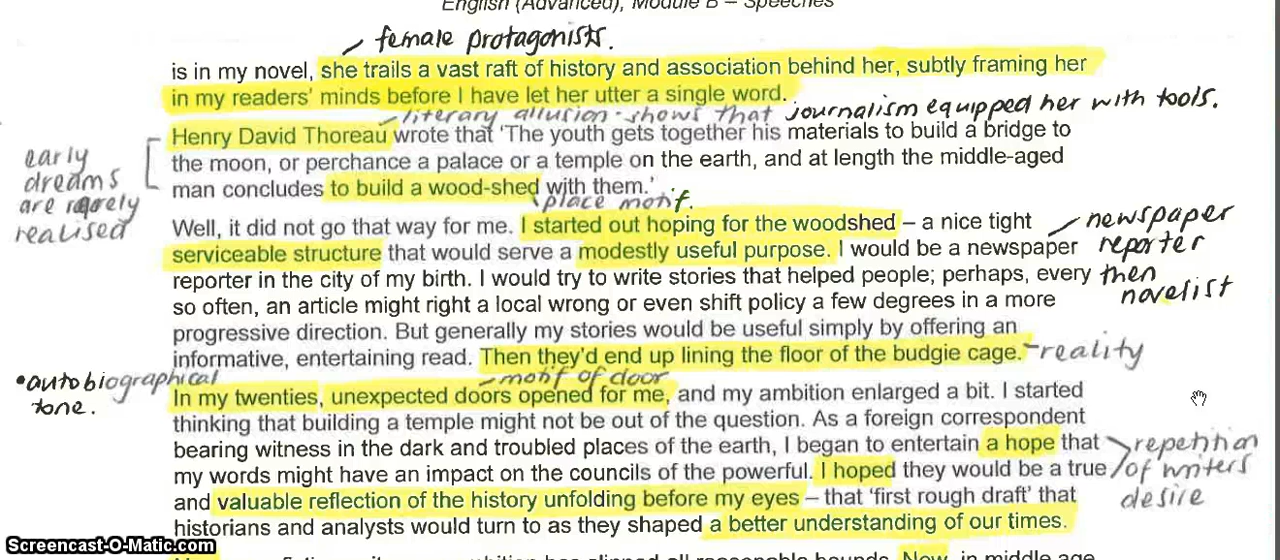 English (Advanced), Module B – Speeches
female protagonists.
is in my novel, she trails a vast raft of history and association behind her, subtly framing her
in my readers' minds before I have let her utter a single word.
literary allusion - shows that journalism equipped her with tools.
Henry David Thoreau wrote that 'The youth gets together his materials to build a bridge to
the moon, or perchance a palace or a temple on the earth, and at length the middle-aged
man concludes to build a wood-shed with them.'
early
dreams
are rarely
realised
place motif.
Well, it did not go that way for me. I started out hoping for the woodshed – a nice tight
serviceable structure that would serve a modestly useful purpose. I would be a newspaper
reporter in the city of my birth. I would try to write stories that helped people; perhaps, every
so often, an article might right a local wrong or even shift policy a few degrees in a more
progressive direction. But generally my stories would be useful simply by offering an
informative, entertaining read. Then they'd end up lining the floor of the budgie cage.
newspaper
reporter
then
novelist
reality
•autobiographical
tone.
motif of door
In my twenties, unexpected doors opened for me, and my ambition enlarged a bit. I started
thinking that building a temple might not be out of the question. As a foreign correspondent
bearing witness in the dark and troubled places of the earth, I began to entertain a hope that
my words might have an impact on the councils of the powerful. I hoped they would be a true
and valuable reflection of the history unfolding before my eyes – that 'first rough draft' that
historians and analysts would turn to as they shaped a better understanding of our times.
repetition
of writers
desire
Screencast-O-Matic.com